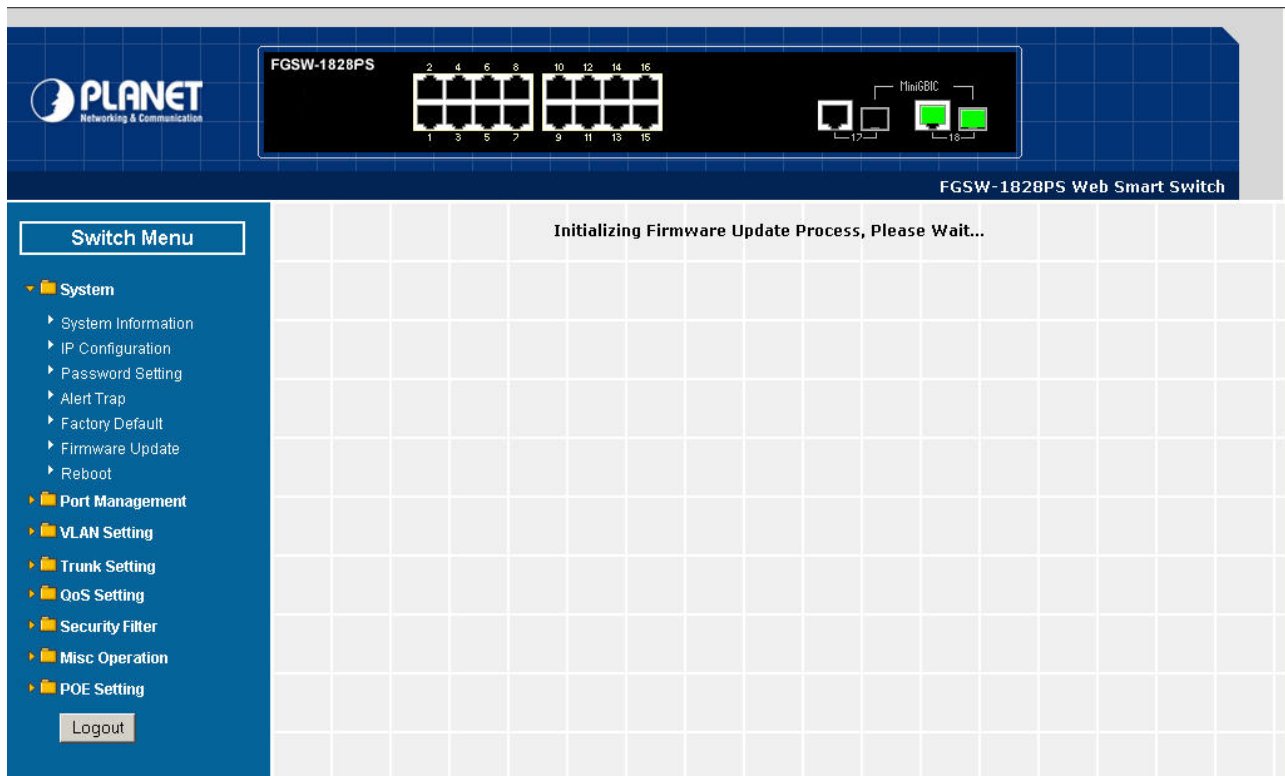 PLANET
Networking & Communication
FGSW-1828PS
2 4 6 8 10 12 14 16
MiniGBIC
1 3 5 7 9 11 13 15
17 18
FGSW-1828PS Web Smart Switch
Switch Menu
System
System Information
IP Configuration
Password Setting
Alert Trap
Factory Default
Firmware Update
Reboot
Port Management
VLAN Setting
Trunk Setting
QoS Setting
Security Filter
Misc Operation
POE Setting
Logout
Initializing Firmware Update Process, Please Wait...